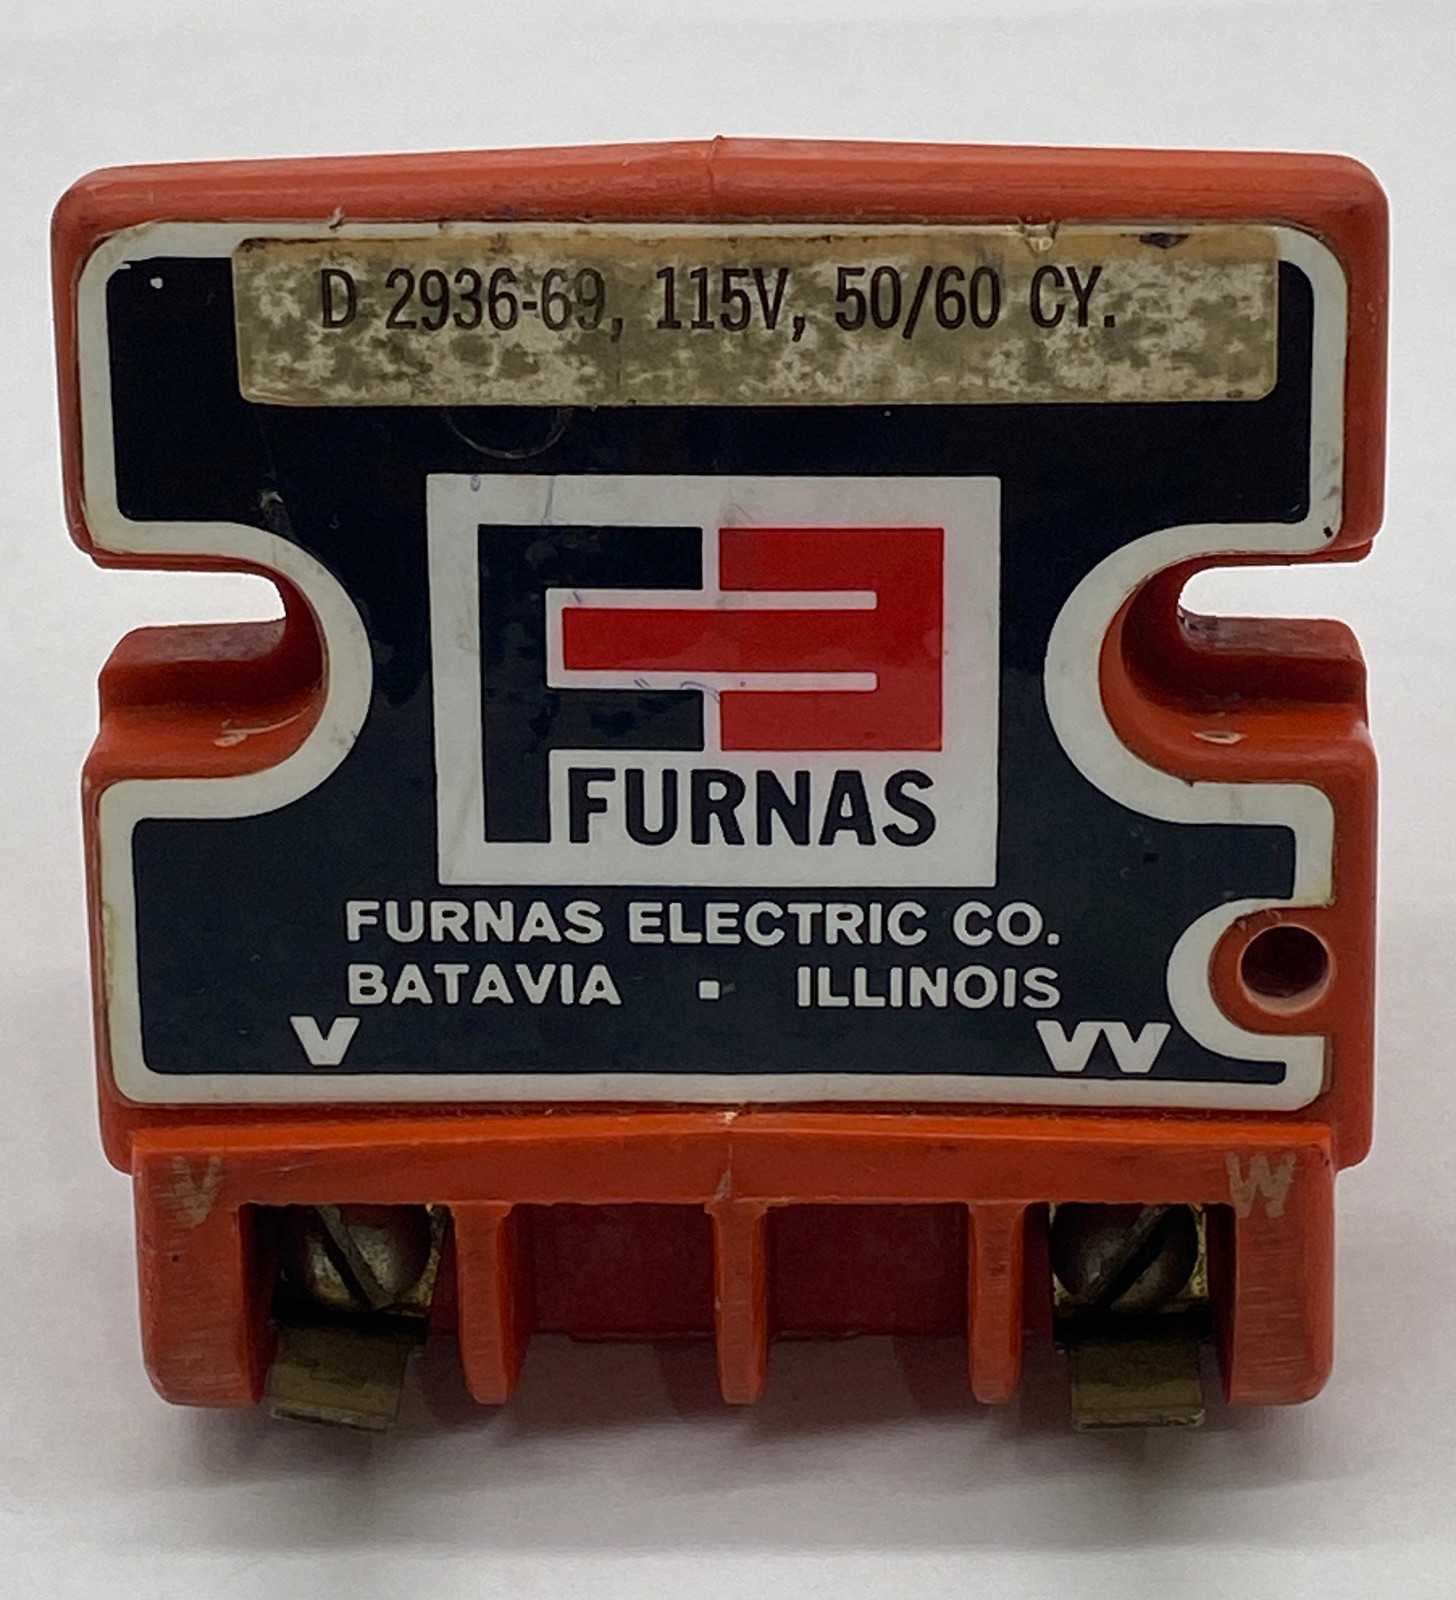 D 2936-69, 115V, 50/60 CY.
FURNAS
FURNAS ELECTRIC CO.
BATAVIA ▪ ILLINOIS
V W
V W